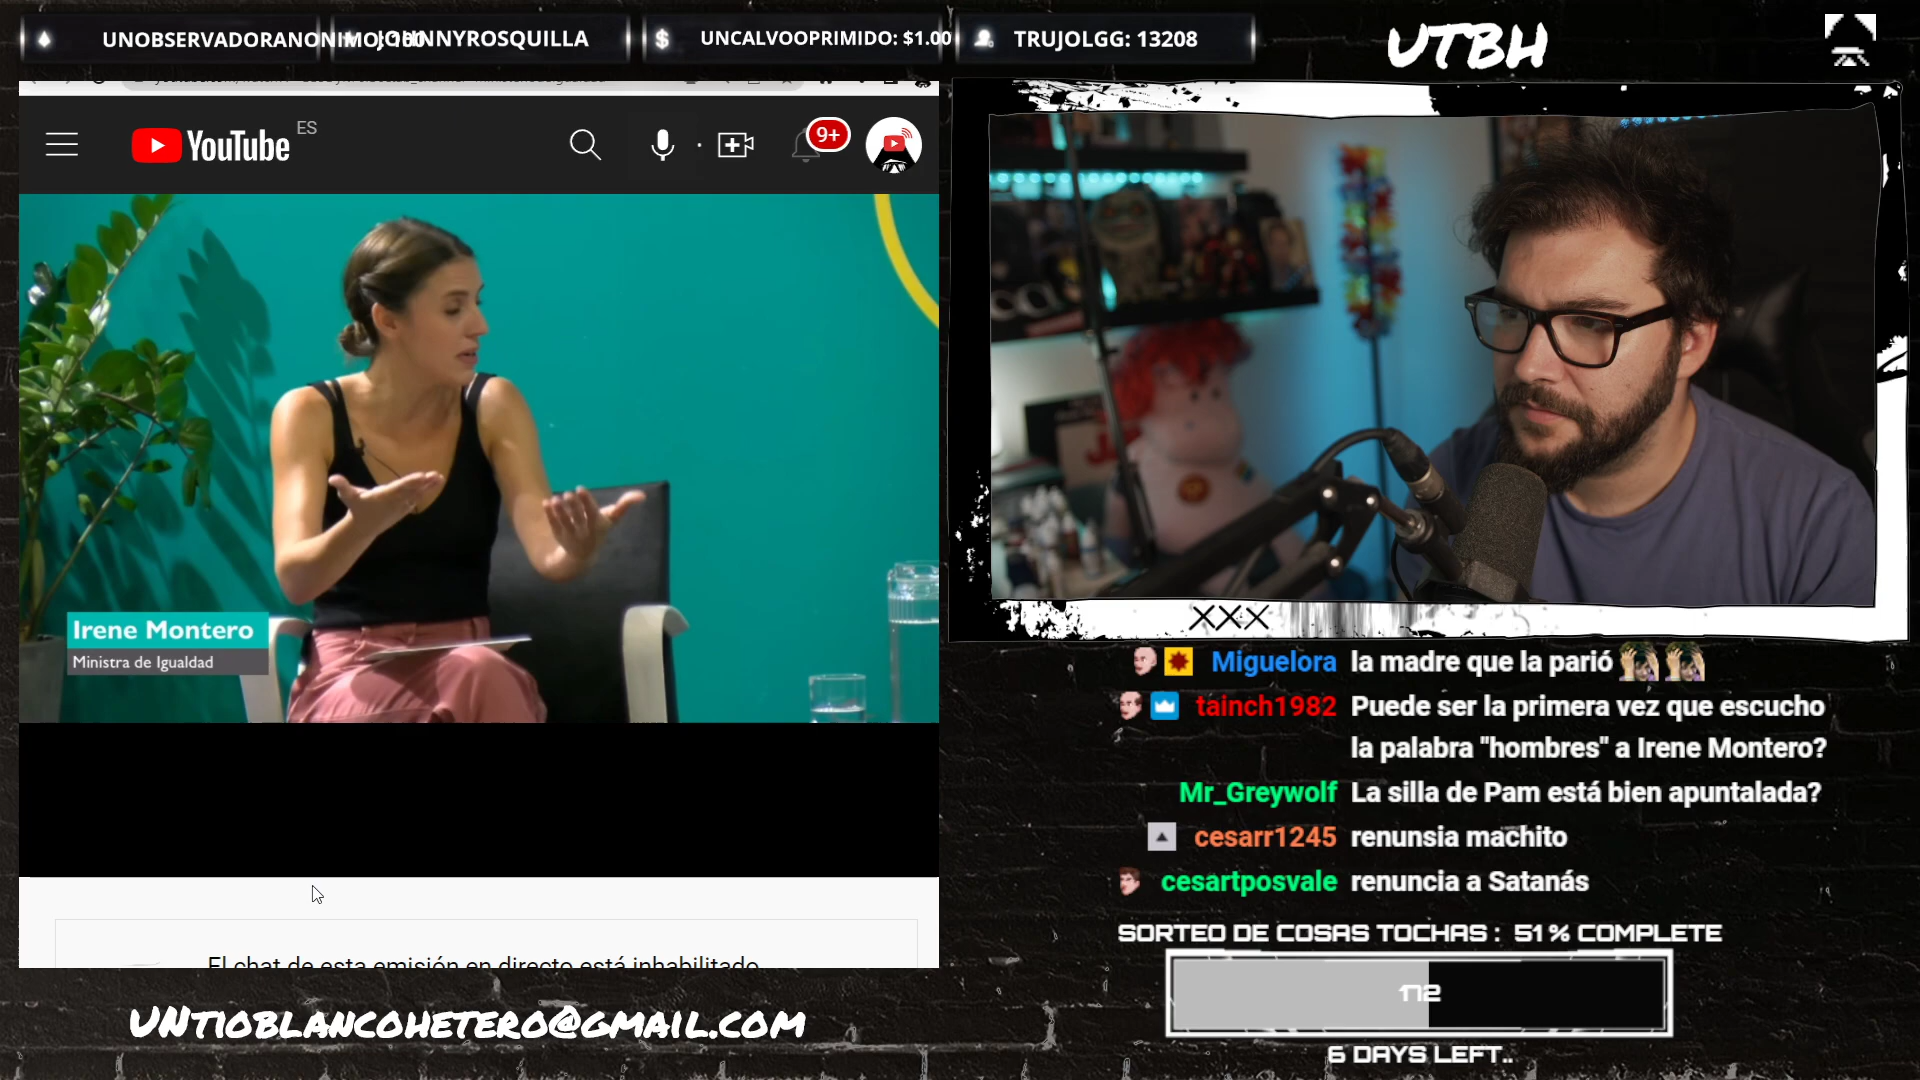 JOHNNYROSQUILLA
$ UNCALVOOPRIMIDO: $1.00
TRUJOLGG: 13208
UTBH
YouTube
ES
9+
Irene Montero
Ministra de Igualdad
El chat de esta emisión en directo está inhabilitado
UNTIOBLANCOHETERO@GMAIL.COM
XXX
Miguelora la madre que la parió
tainch1982 Puede ser la primera vez que escucho
la palabra "hombres" a Irene Montero?
Mr_Greywolf La silla de Pam está bien apuntalada?
cesarr1245 renunsia machito
cesartposvale renuncia a Satanás
SORTEO DE COSAS TOCHAS : 51% COMPLETE
172
6 DAYS LEFT..